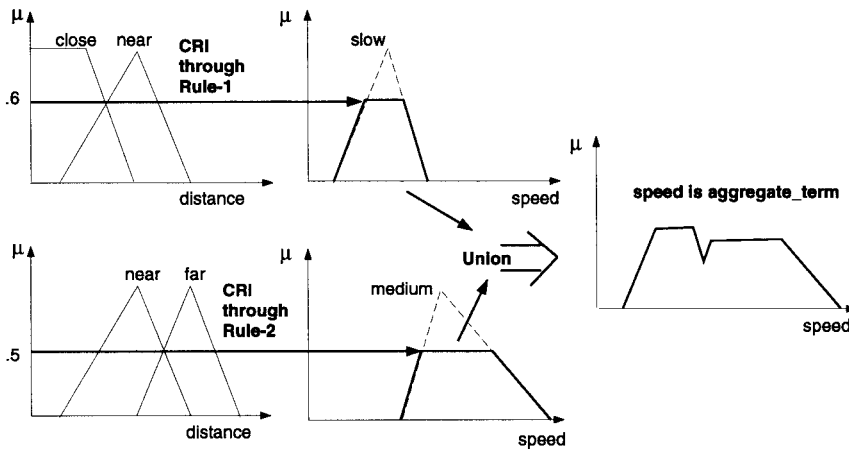 μ
close
near
CRI
through
Rule-1
.6
distance
μ
slow
speed
μ
near
far
CRI
through
Rule-2
.5
distance
μ
medium
speed
Union
μ
speed is aggregate_term
speed